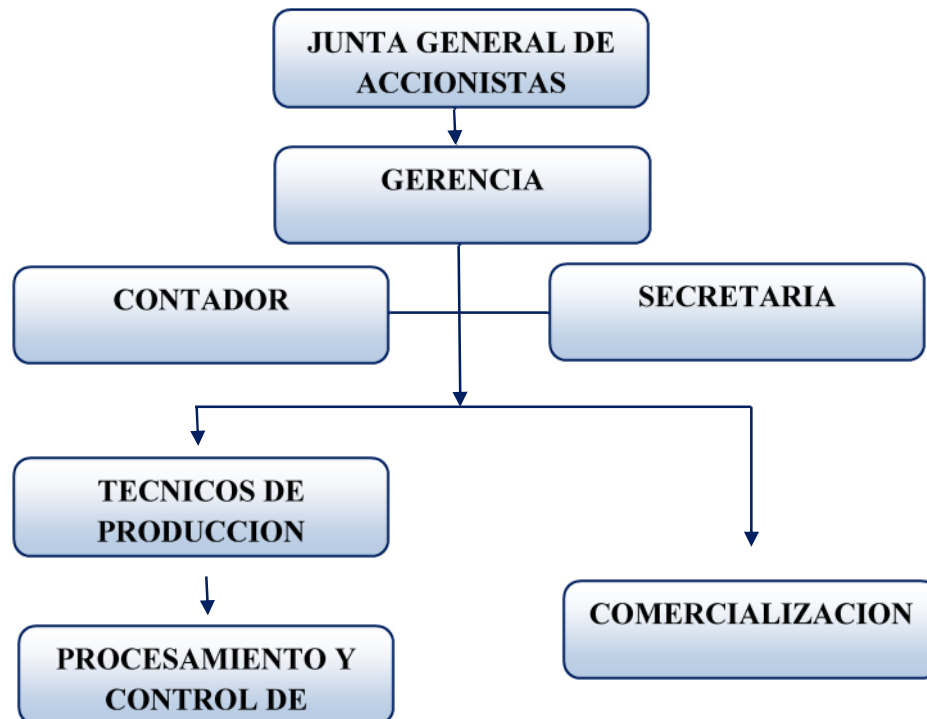 JUNTA GENERAL DE
ACCIONISTAS
GERENCIA
CONTADOR
SECRETARIA
TECNICOS DE
PRODUCCION
COMERCIALIZACION
PROCESAMIENTO Y
CONTROL DE